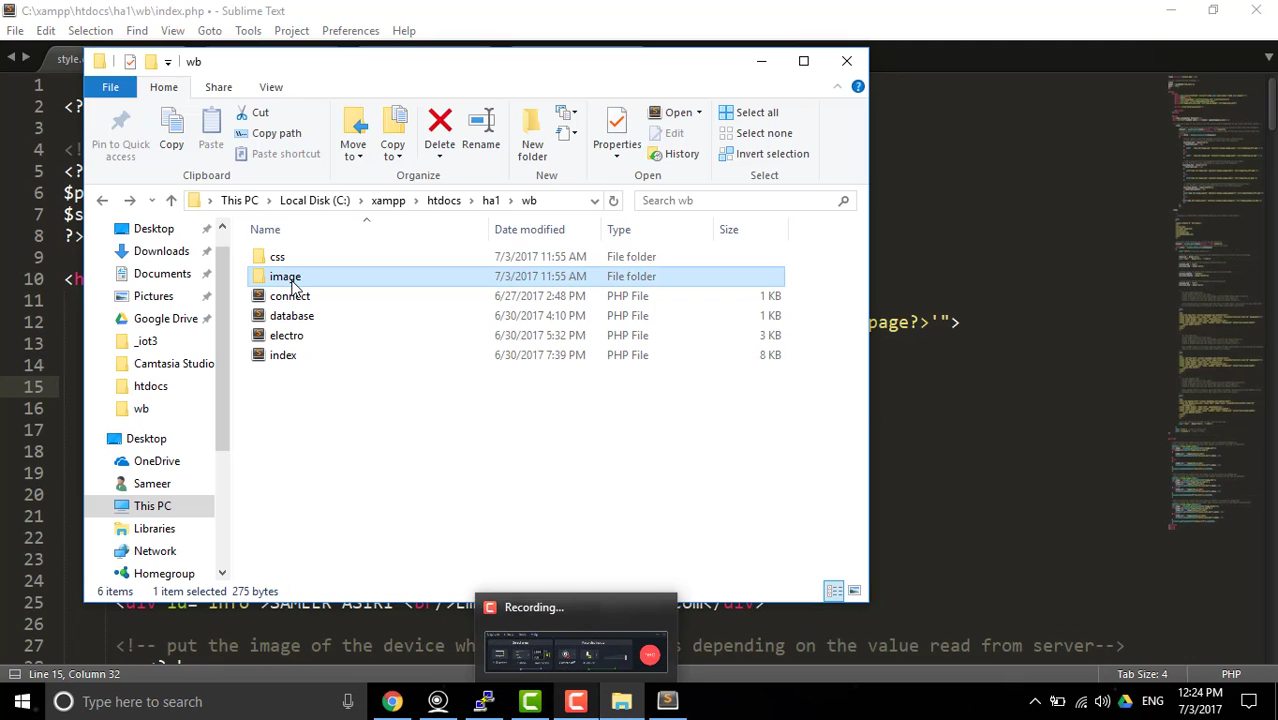 C:\xampp\htdocs\ha1\wb\index.php • - Sublime Text
File Edit Selection Find View Goto Tools Project Preferences Help
style.
wb
File Home Share View
Pin to Quick access
Copy
Paste
Cut
Copy path
Paste shortcut
Clipboard
Move to
Copy to
Delete
Rename
Organize
New folder
New
Properties
Open
Edit
History
Open
Select all
Select none
Invert selection
Select
This PC > Local Disk (C:) > xampp > htdocs > ha1 > wb
Search wb
Name Date modified Type Size
css 7/3/2017 11:55 AM File folder
image 7/3/2017 11:55 AM File folder
connect 6/27/2017 2:48 PM PHP File 1 KB
database 6/30/2017 4:10 PM PHP File 1 KB
electro 6/30/2017 5:32 PM PHP File 3 KB
index 6/30/2017 7:39 PM PHP File 8 KB
Desktop
Downloads
Documents
Pictures
Google Drive
_iot3
Camtasia Studio
htdocs
wb
Desktop
OneDrive
Sameer
This PC
Libraries
Network
Homegroup
6 items 1 item selected 275 bytes
1
2 <?
3
4 <!
5 <?
6 $p
7 $s
8 ?>
9
10 <h
11
12 page?>'">
13
14
15
16
17
18
19
20
21
22
23
24
25
26
27 <!-- put the image of the device wh
s depending on the value read from server-->
28
Recording...
Line 15, Column 32
Tab Size: 4
PHP
Type here to search
ENG
12:24 PM
7/3/2017